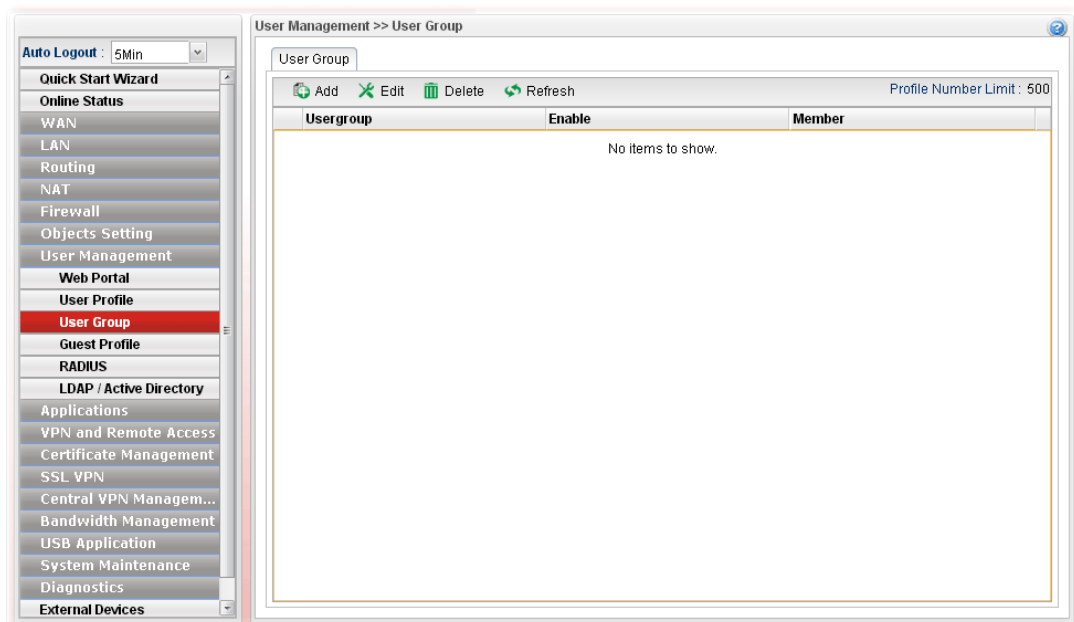 User Management >> User Group
Auto Logout : 5Min
Quick Start Wizard
Online Status
WAN
LAN
Routing
NAT
Firewall
Objects Setting
User Management
Web Portal
User Profile
User Group
Guest Profile
RADIUS
LDAP / Active Directory
Applications
VPN and Remote Access
Certificate Management
SSL VPN
Central VPN Managem...
Bandwidth Management
USB Application
System Maintenance
Diagnostics
External Devices
User Group
Add Edit Delete Refresh Profile Number Limit : 500
Usergroup Enable Member
No items to show.